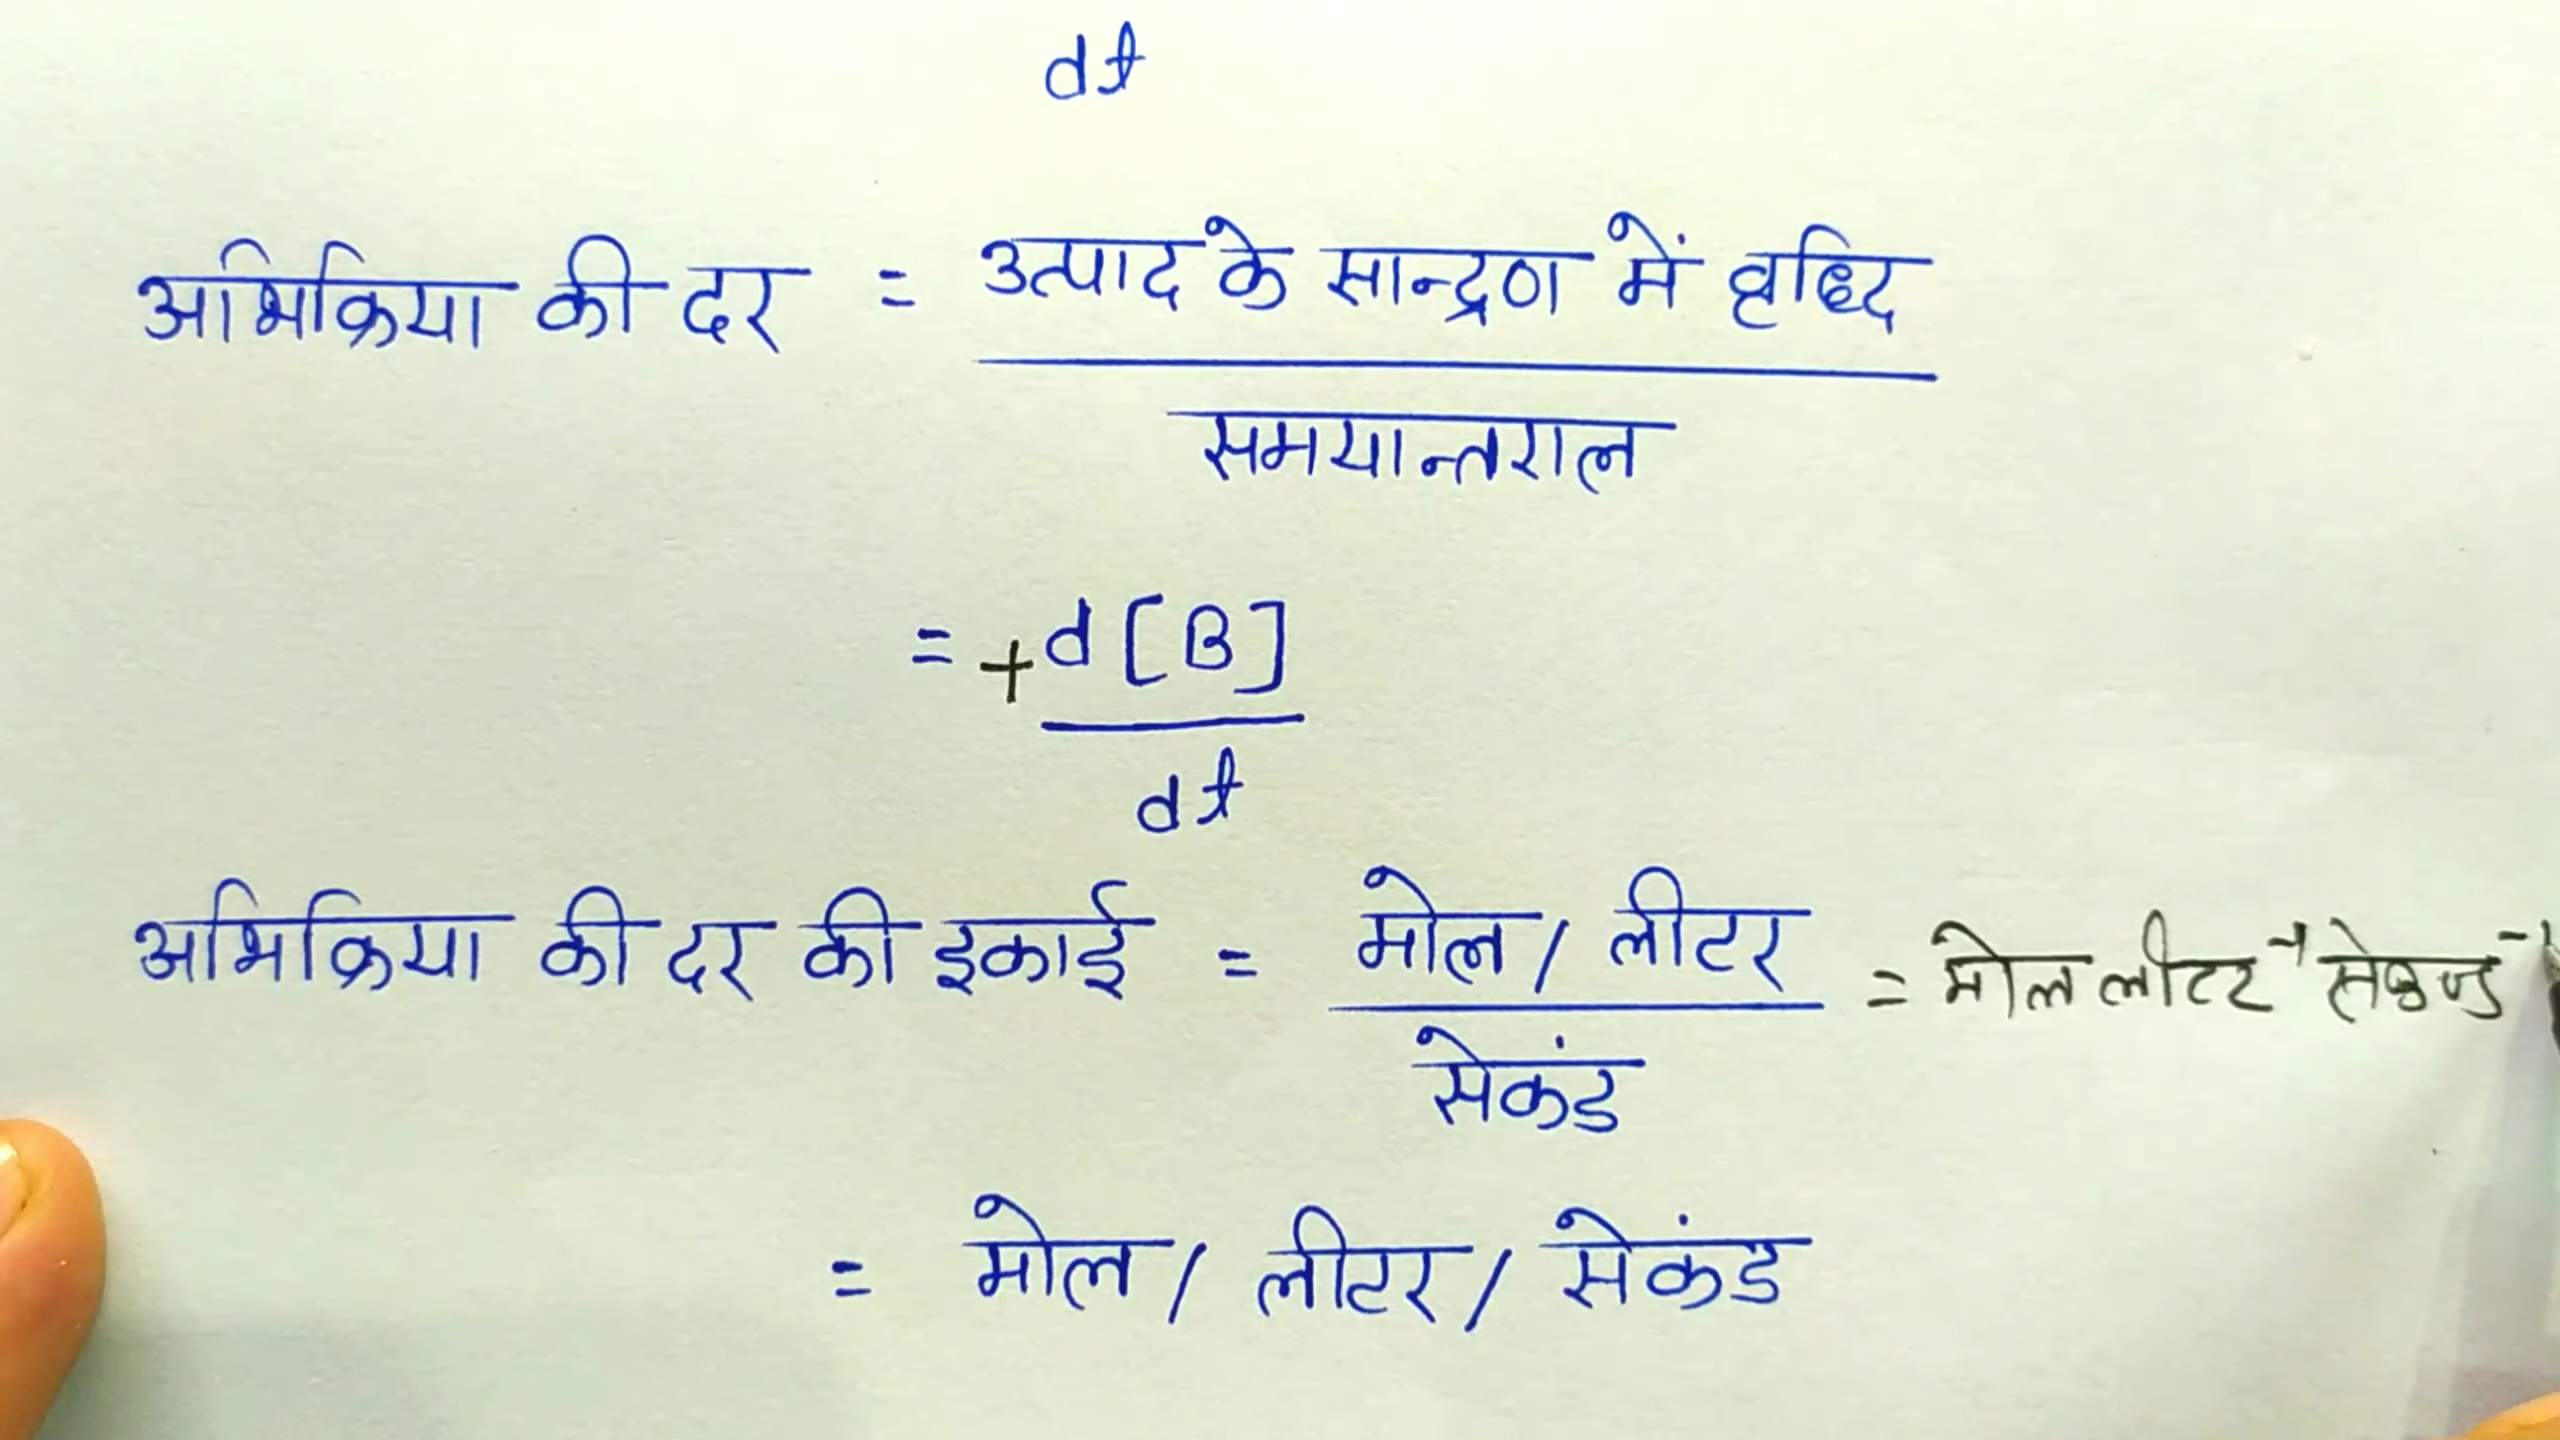 dt
अभिक्रिया की दर = उत्पाद के सान्द्रण में वृद्धि
समयान्तराल
= + d [B]
dt
अभिक्रिया की दर की इकाई = मोल / लीटर = मोल लीटर⁻¹ सेकण्ड⁻¹
सेकंड
= मोल / लीटर / सेकंड